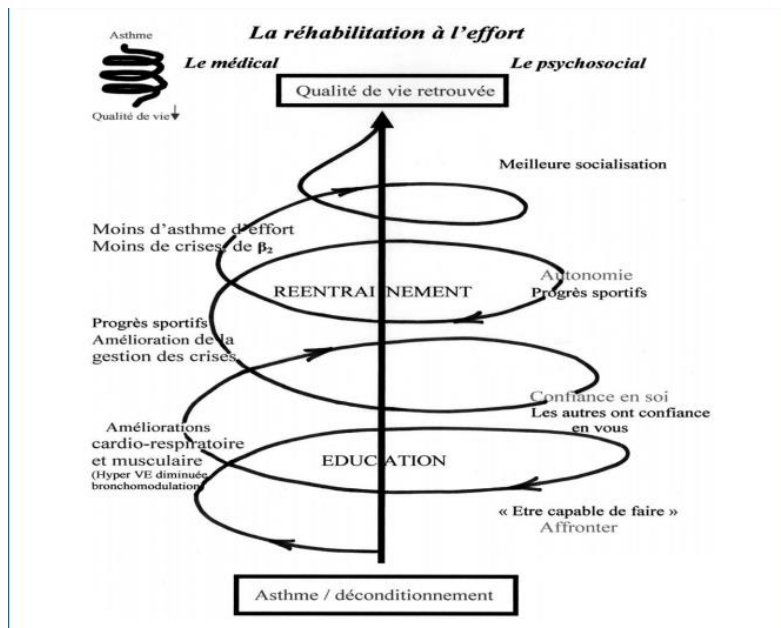 La réhabilitation à l'effort
Asthme
Le médical
Le psychosocial
Qualité de vie
Qualité de vie retrouvée
Meilleure socialisation
Moins d'asthme d'effort
Moins de crises, de β₂
Autonomie
REENTRAINEMENT
Progrès sportifs
Progrès sportifs
Amélioration de la
gestion des crises
Confiance en soi
Les autres ont confiance
en vous
Améliorations
cardio-respiratoire
et musculaire
(Hyper VE diminuée
bronchomodulation)
EDUCATION
« Etre capable de faire »
Affronter
Asthme / déconditionnement